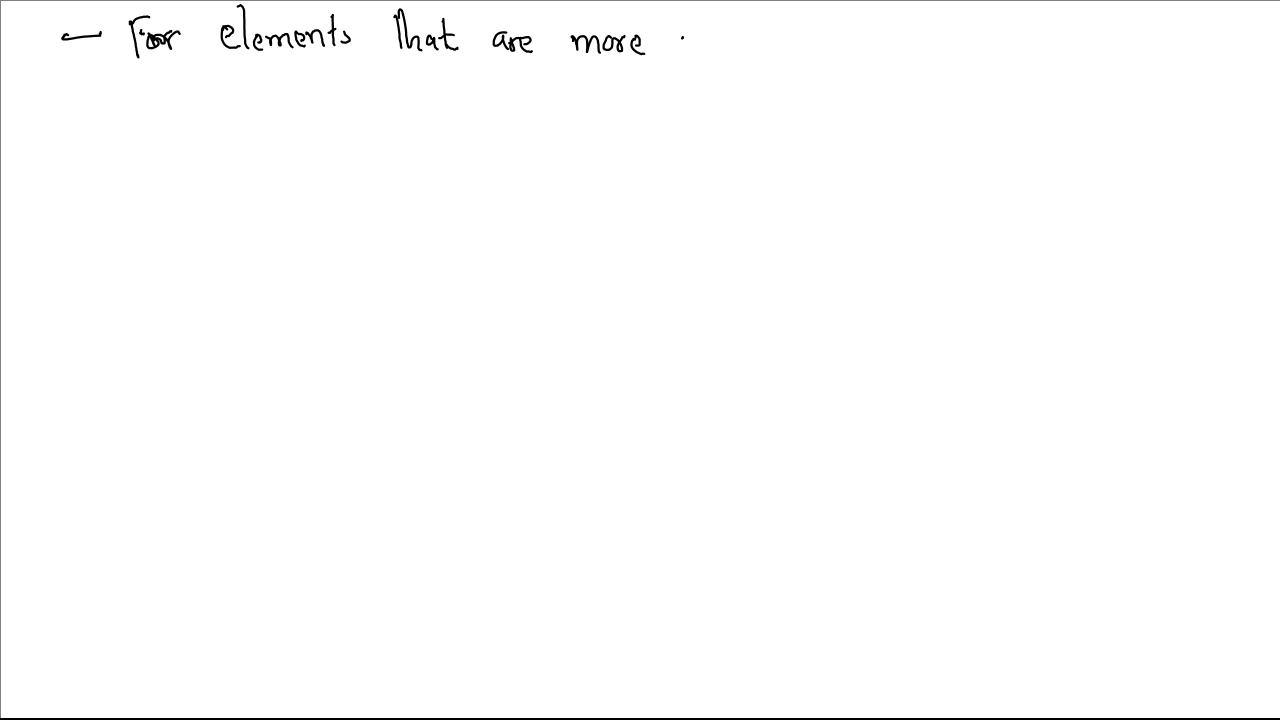 — For elements that are more